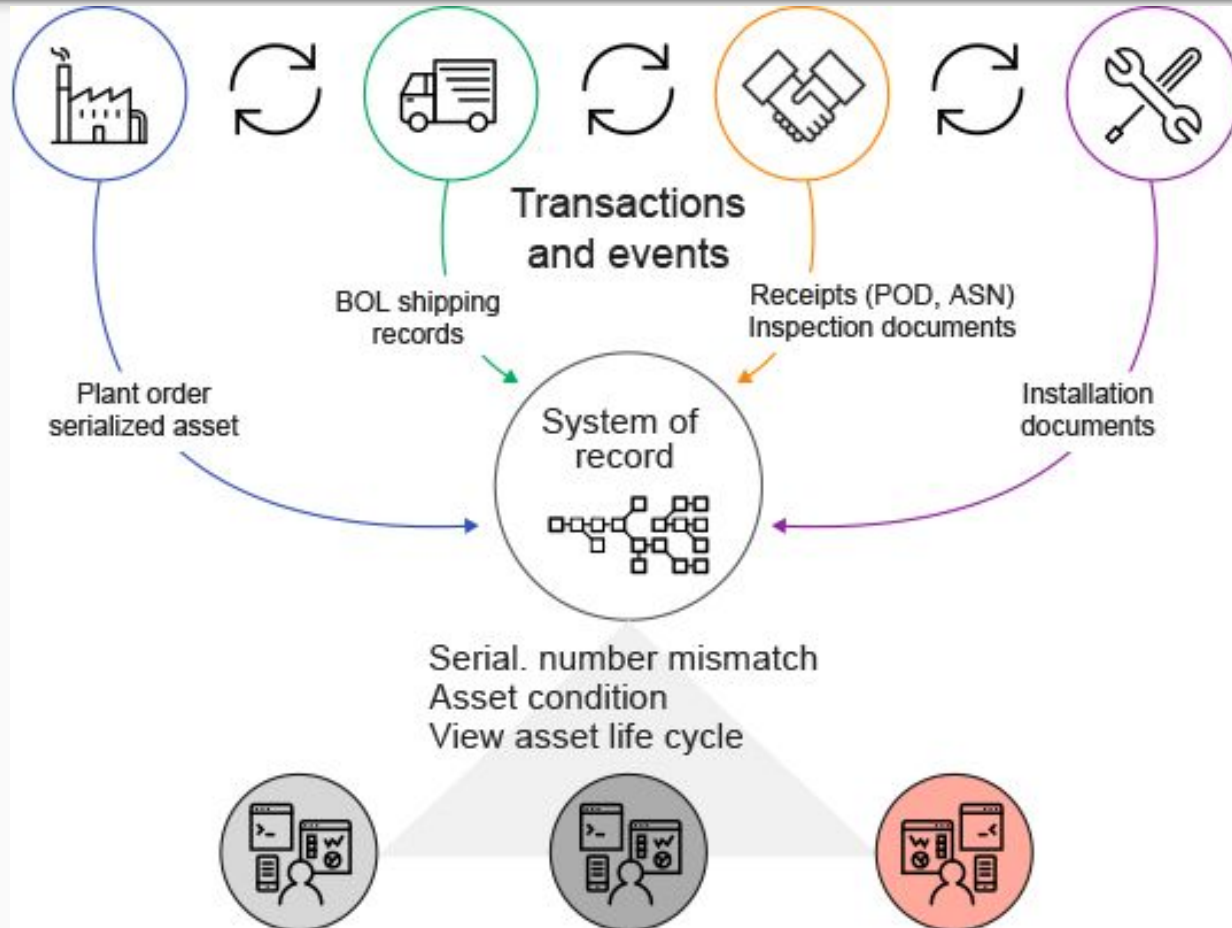 Transactions
and events
BOL shipping
records
Receipts (POD, ASN)
Inspection documents
Plant order
serialized asset
Installation
documents
System of
record
Serial. number mismatch
Asset condition
View asset life cycle
>_
W
>_
W
W
_<